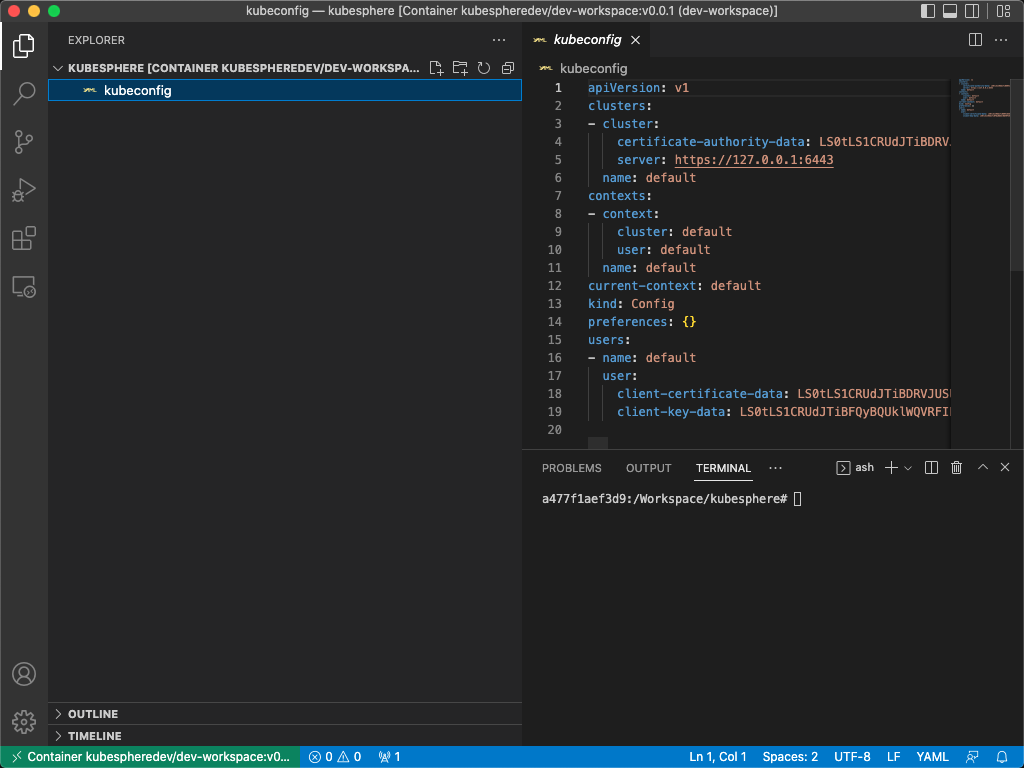 kubeconfig — kubesphere [Container kubespheredev/dev-workspace:v0.0.1 (dev-workspace)]
EXPLORER
KUBESPHERE [CONTAINER KUBESPHEREDEV/DEV-WORKSPA...
kubeconfig
kubeconfig
kubeconfig
1 apiVersion: v1
2 clusters:
3 - cluster:
4 certificate-authority-data: LS0tLS1CRUdJTiBDRV
5 server: https://127.0.0.1:6443
6 name: default
7 contexts:
8 - context:
9 cluster: default
10 user: default
11 name: default
12 current-context: default
13 kind: Config
14 preferences: {}
15 users:
16 - name: default
17 user:
18 client-certificate-data: LS0tLS1CRUdJTiBDRVJUS
19 client-key-data: LS0tLS1CRUdJTiBFQyBQUklWQVRFI
20
PROBLEMS OUTPUT TERMINAL ... ash
a477f1aef3d9:/Workspace/kubesphere#
OUTLINE
TIMELINE
Container kubespheredev/dev-workspace:v0... 0 0 1 Ln 1, Col 1 Spaces: 2 UTF-8 LF YAML